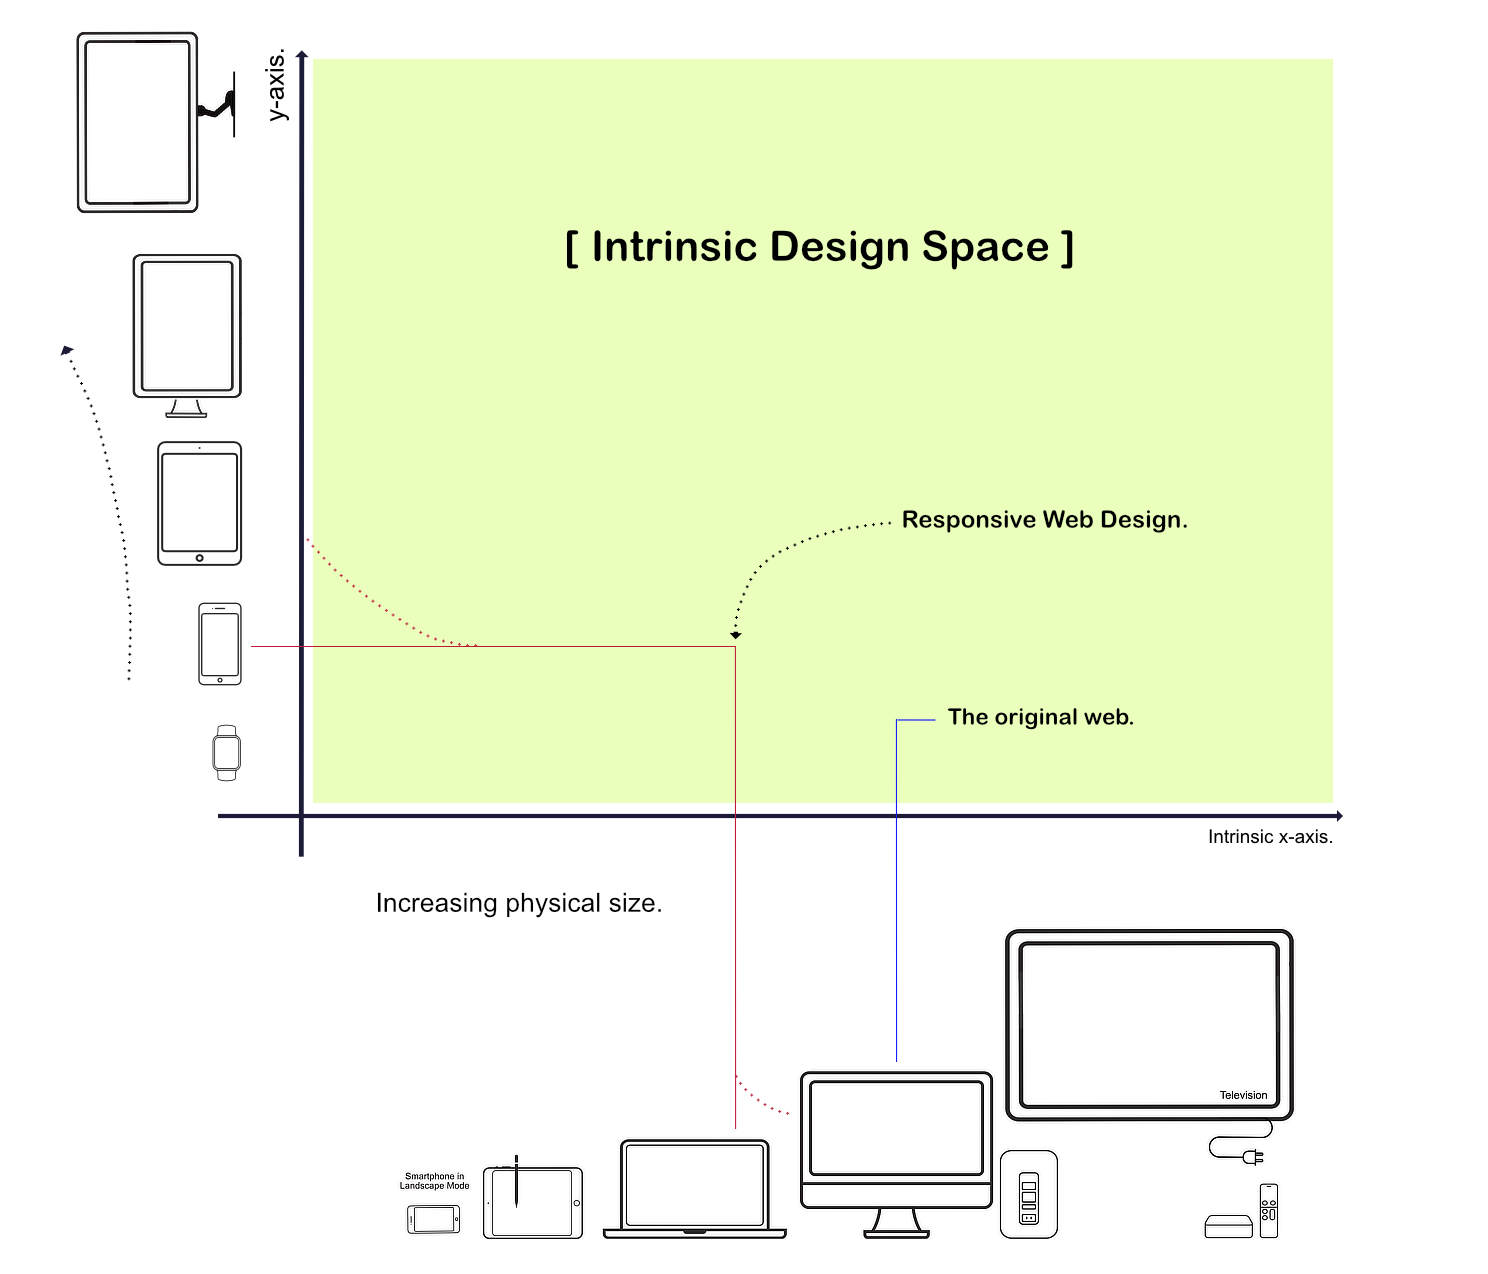 y-axis.
[ Intrinsic Design Space ]
Responsive Web Design.
The original web.
Intrinsic x-axis.
Increasing physical size.
Television
Smartphone in
Landscape Mode